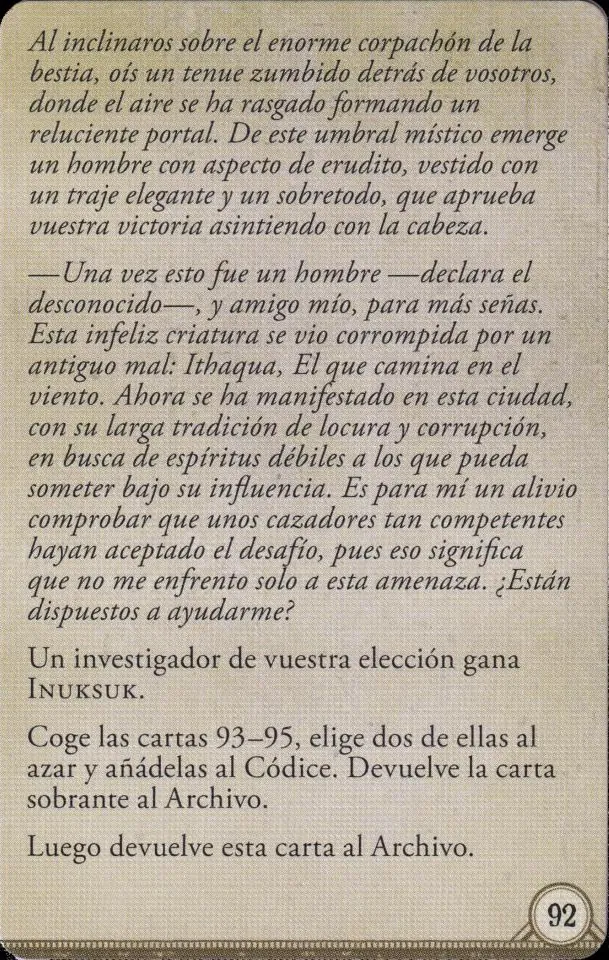 Al inclinaros sobre el enorme corpachón de la
bestia, oís un tenue zumbido detrás de vosotros,
donde el aire se ha rasgado formando un
reluciente portal. De este umbral místico emerge
un hombre con aspecto de erudito, vestido con
un traje elegante y un sobretodo, que aprueba
vuestra victoria asintiendo con la cabeza.
—Una vez esto fue un hombre —declara el
desconocido—, y amigo mío, para más señas.
Esta infeliz criatura se vio corrompida por un
antiguo mal: Ithaqua, El que camina en el
viento. Ahora se ha manifestado en esta ciudad,
con su larga tradición de locura y corrupción,
en busca de espíritus débiles a los que pueda
someter bajo su influencia. Es para mí un alivio
comprobar que unos cazadores tan competentes
hayan aceptado el desafío, pues eso significa
que no me enfrento solo a esta amenaza. ¿Están
dispuestos a ayudarme?
Un investigador de vuestra elección gana
INUKSUK.
Coge las cartas 93–95, elige dos de ellas al
azar y añádelas al Códice. Devuelve la carta
sobrante al Archivo.
Luego devuelve esta carta al Archivo.
92